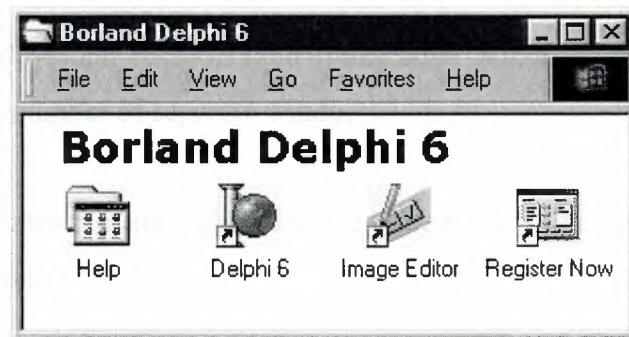 Borland Delphi 6
File Edit View Go Favorites Help
Borland Delphi 6
Help Delphi 6 Image Editor Register Now